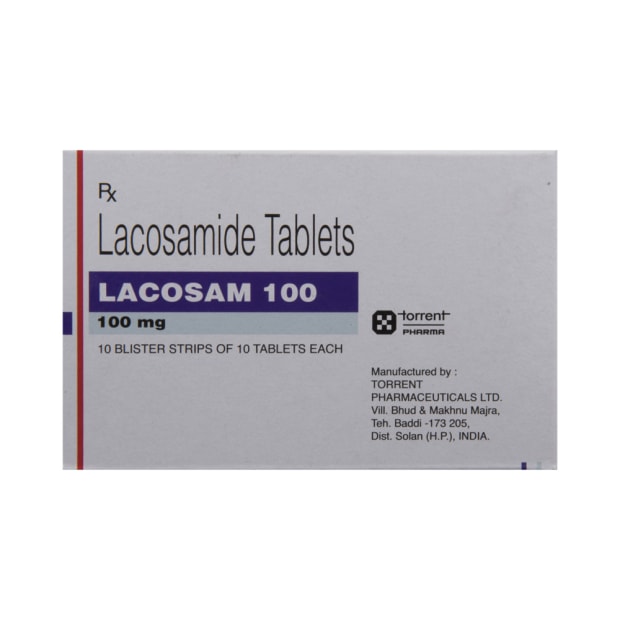 Rx
Lacosamide Tablets
LACOSAM 100
100 mg
10 BLISTER STRIPS OF 10 TABLETS EACH
torrent
PHARMA
Manufactured by :
TORRENT
PHARMACEUTICALS LTD.
Vill. Bhud & Makhnu Majra,
Teh. Baddi -173 205,
Dist. Solan (H.P.), INDIA.